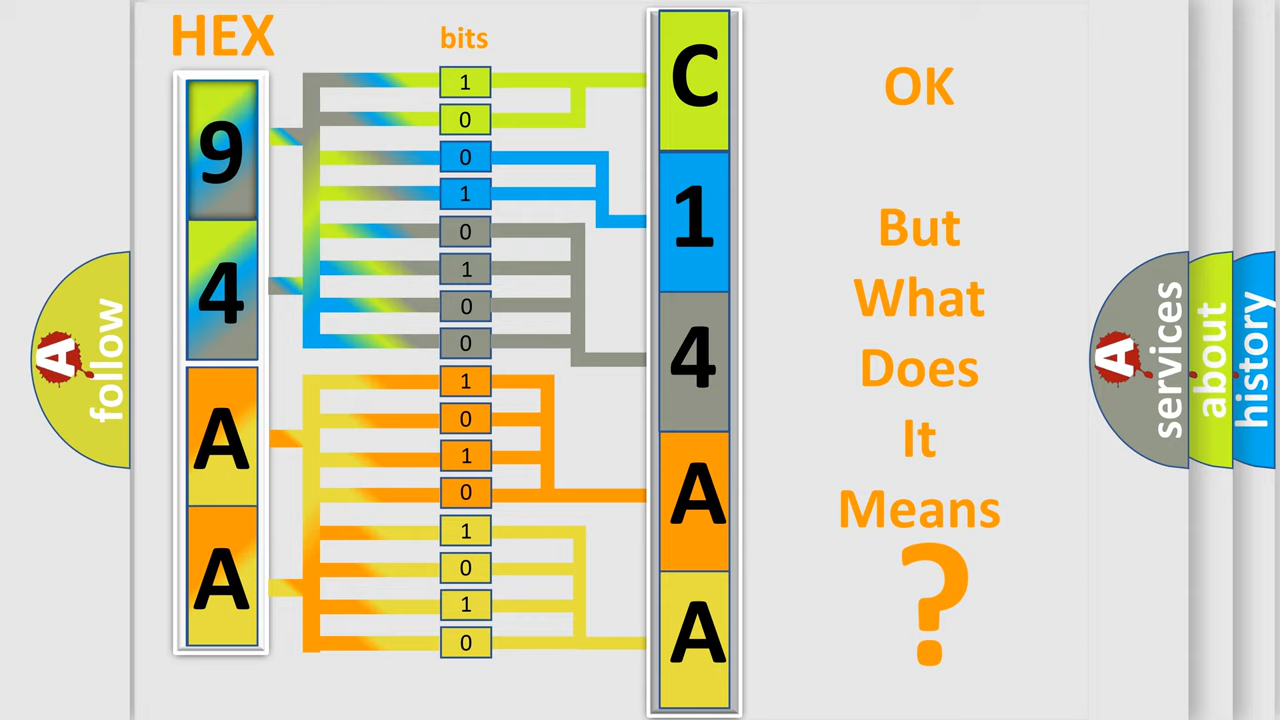 HEX
bits
9
4
A
A
1
0
0
1
0
1
0
0
1
0
1
0
1
0
1
0
C
1
4
A
A
OK
But
What
Does
It
Means
?
A
follow
A
services
about
history